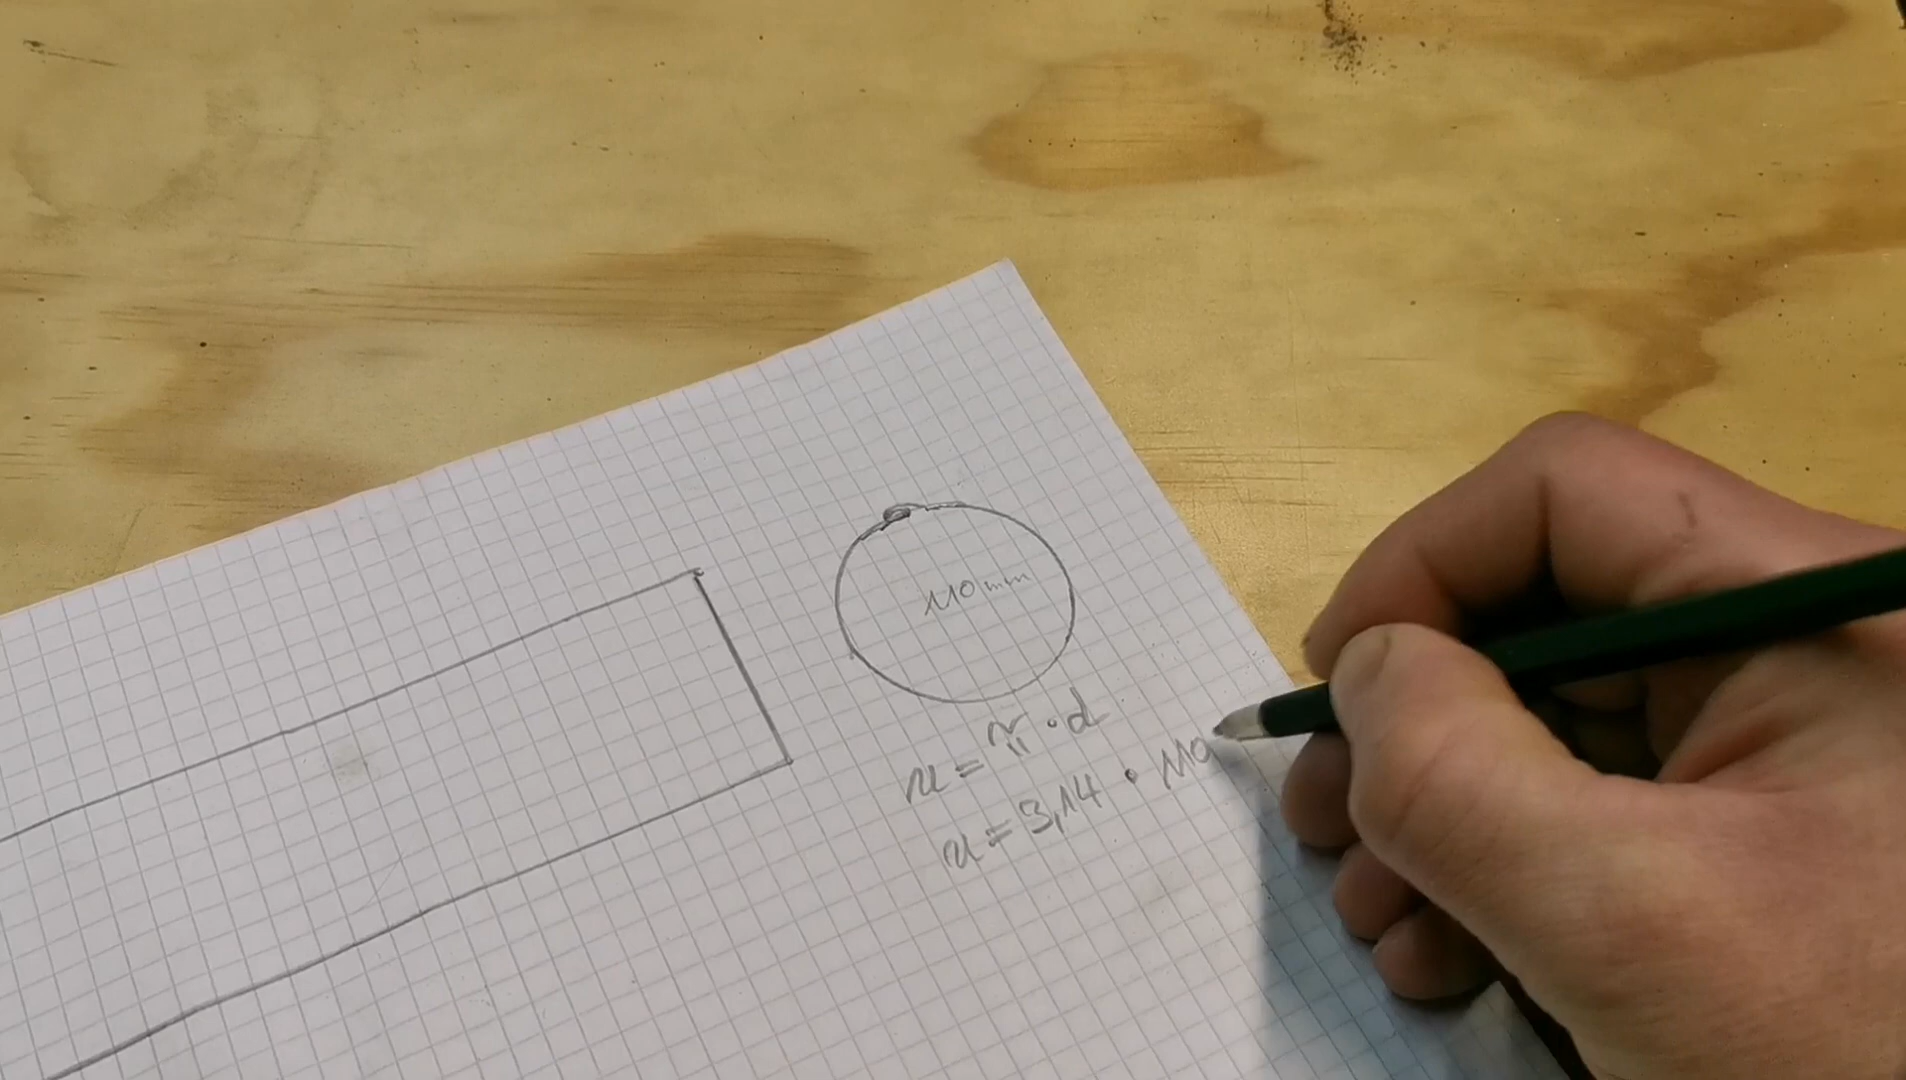 110 mm
u = π · d
u = 3,14 · 110